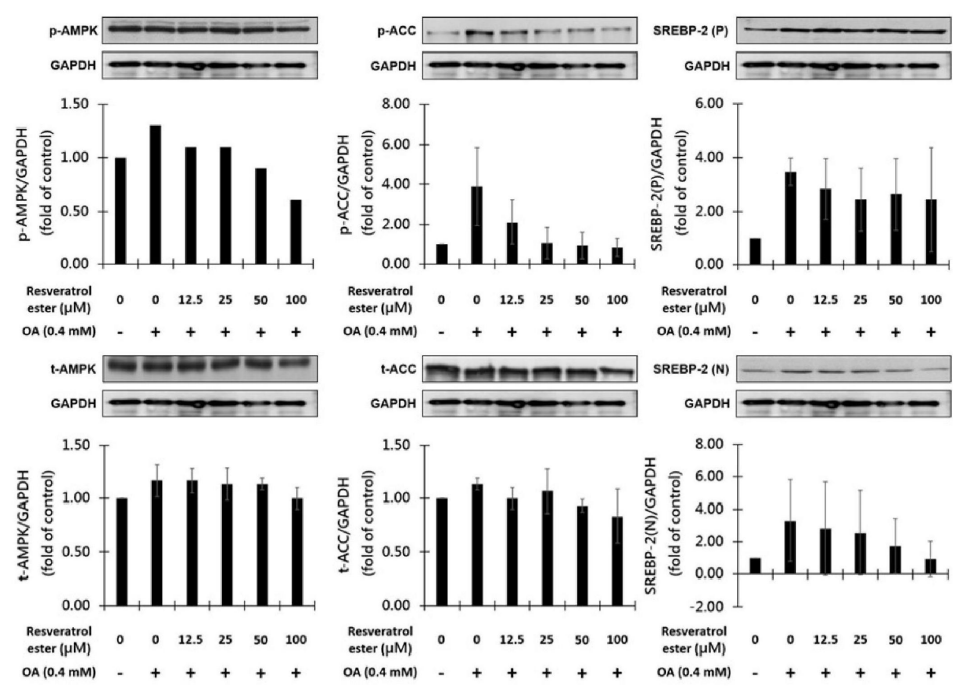 p-AMPK
GAPDH
1.50
1.00
0.50
0.00
p-AMPK/GAPDH
(fold of control)
Resveratrol
ester (μM)
0 0 12.5 25 50 100
OA (0.4 mM) - + + + + +
p-ACC
GAPDH
8.00
6.00
4.00
2.00
0.00
p-ACC/GAPDH
(fold of control)
Resveratrol
ester (μM)
0 0 12.5 25 50 100
OA (0.4 mM) - + + + + +
SREBP-2 (P)
GAPDH
6.00
4.00
2.00
0.00
SREBP-2(P)/GAPDH
(fold of control)
Resveratrol
ester (μM)
0 0 12.5 25 50 100
OA (0.4 mM) - + + + + +
t-AMPK
GAPDH
1.50
1.00
0.50
0.00
t-AMPK/GAPDH
(fold of control)
Resveratrol
ester (μM)
0 0 12.5 25 50 100
OA (0.4 mM) - + + + + +
t-ACC
GAPDH
1.50
1.00
0.50
0.00
t-ACC/GAPDH
(fold of control)
Resveratrol
ester (μM)
0 0 12.5 25 50 100
OA (0.4 mM) - + + + + +
SREBP-2 (N)
GAPDH
8.00
6.00
4.00
2.00
0.00
-2.00
SREBP-2(N)/GAPDH
(fold of control)
Resveratrol
ester (μM)
0 0 12.5 25 50 100
OA (0.4 mM) - + + + + +